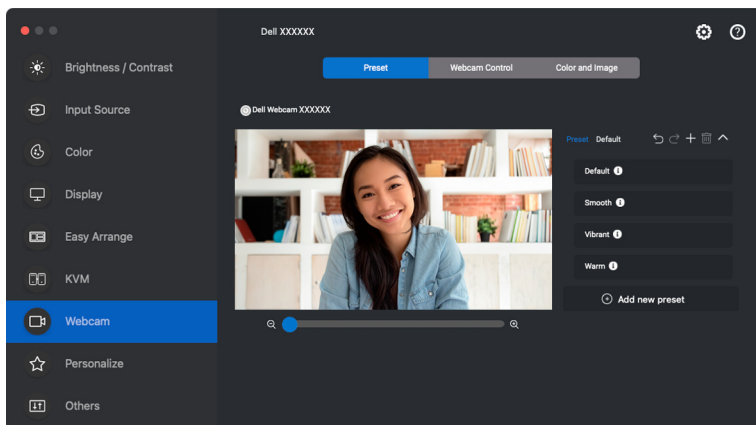 Dell XXXXXX
Brightness / Contrast
Input Source
Color
Display
Easy Arrange
KVM
Webcam
Personalize
Others
Preset Webcam Control Color and Image
Dell Webcam XXXXXX
Preset Default
Default
Smooth
Vibrant
Warm
Add new preset